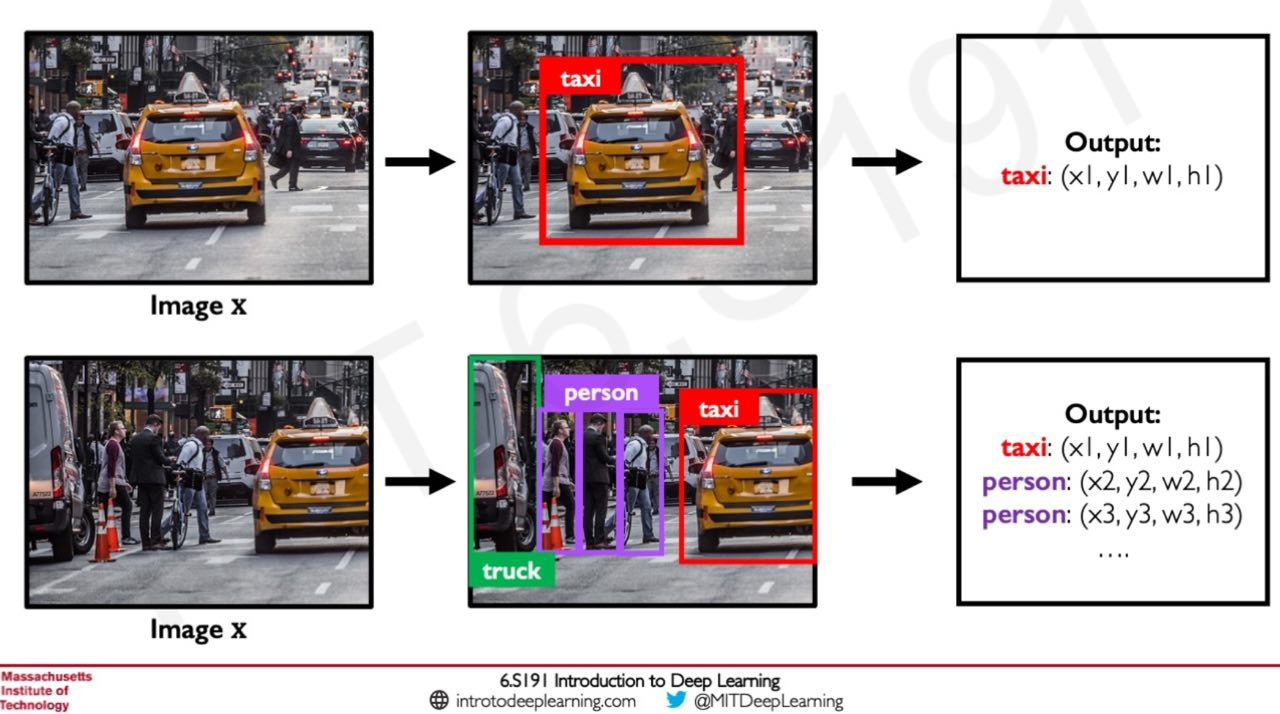 taxi
Output:
taxi: (x1, y1, w1, h1)
Image X
person
taxi
truck
Output:
taxi: (x1, y1, w1, h1)
person: (x2, y2, w2, h2)
person: (x3, y3, w3, h3)
....
Image X
Massachusetts
Institute of
Technology
6.S191 Introduction to Deep Learning
introtodeeplearning.com @MITDeepLearning